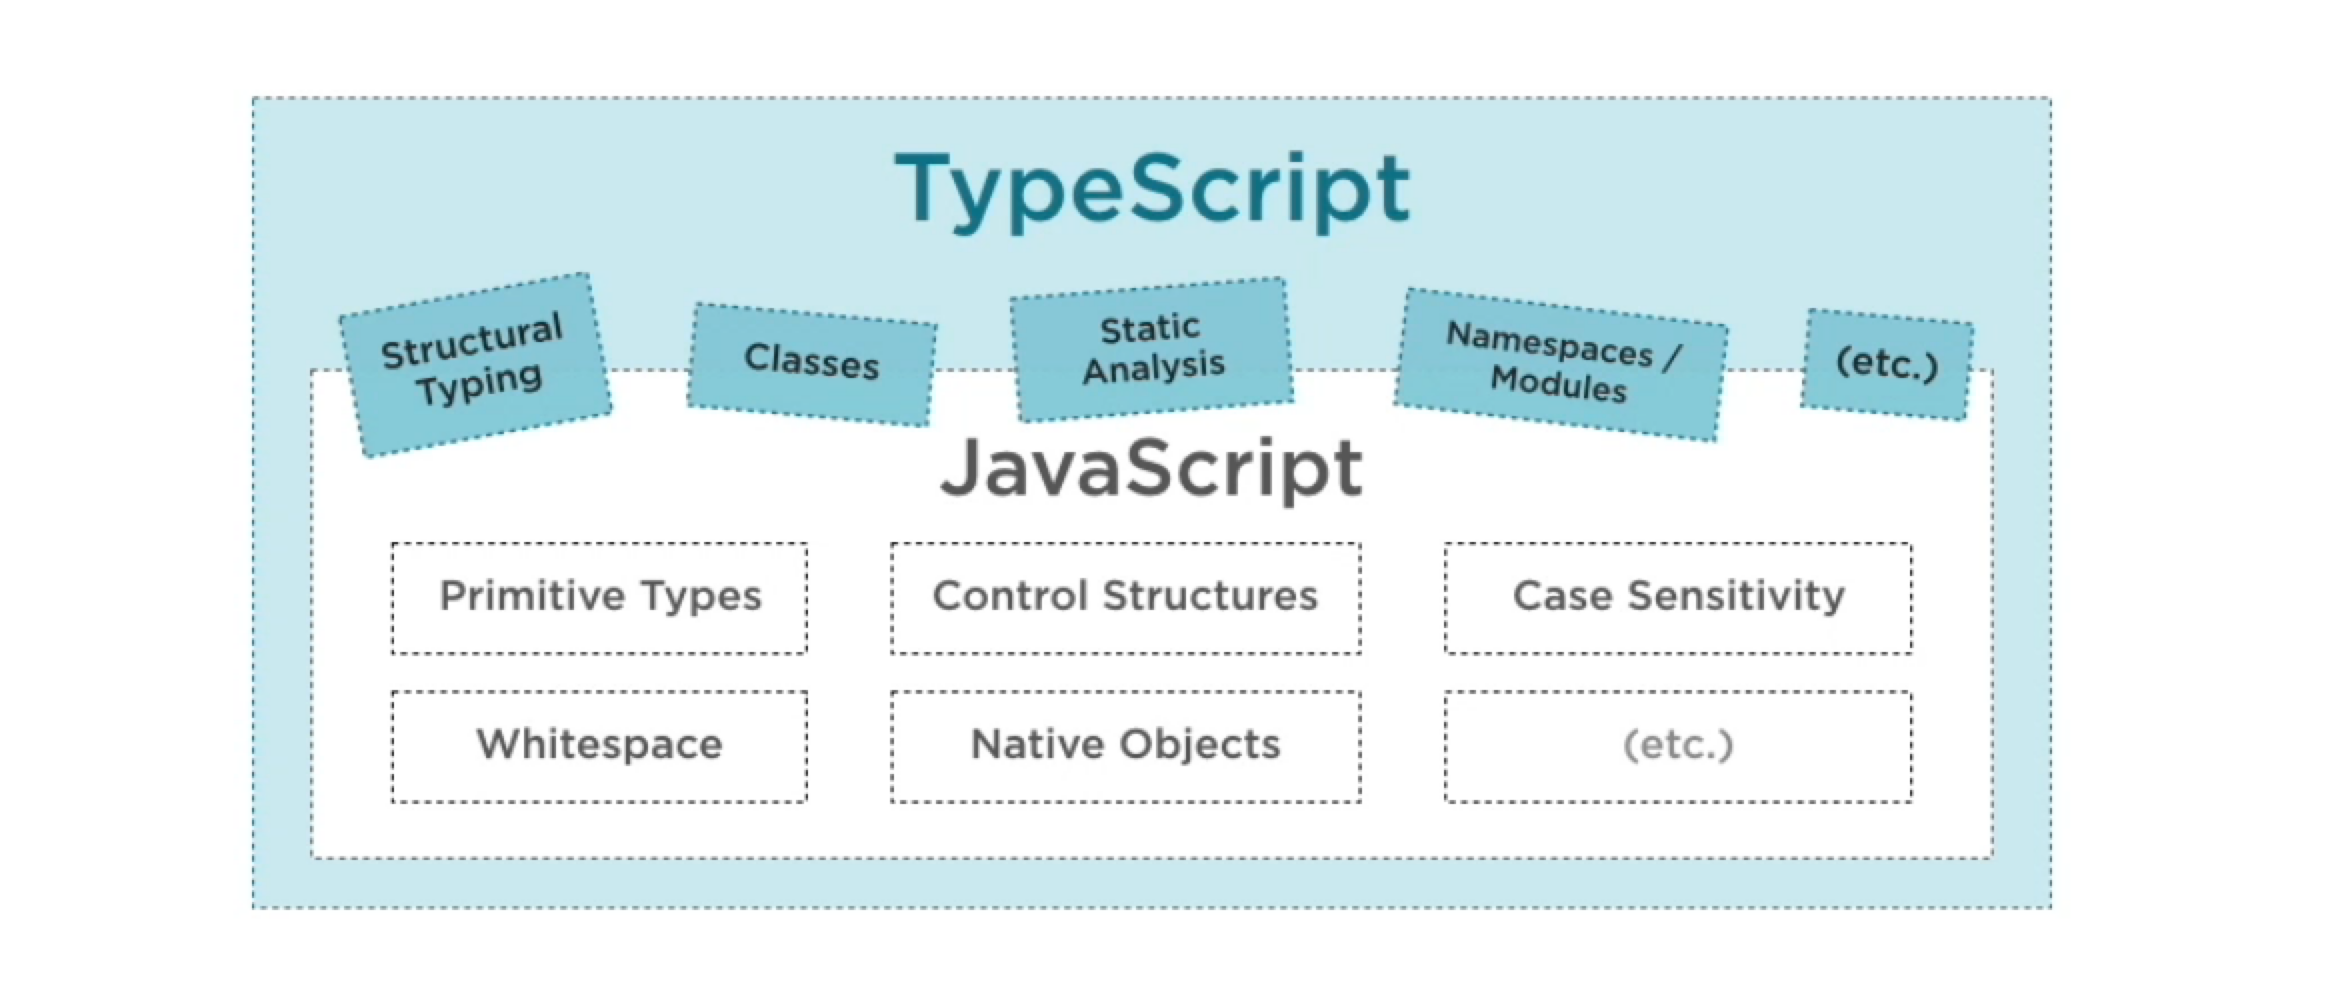 TypeScript
Structural
Typing
Classes
Static
Analysis
Namespaces /
Modules
(etc.)
JavaScript
Primitive Types
Control Structures
Case Sensitivity
Whitespace
Native Objects
(etc.)